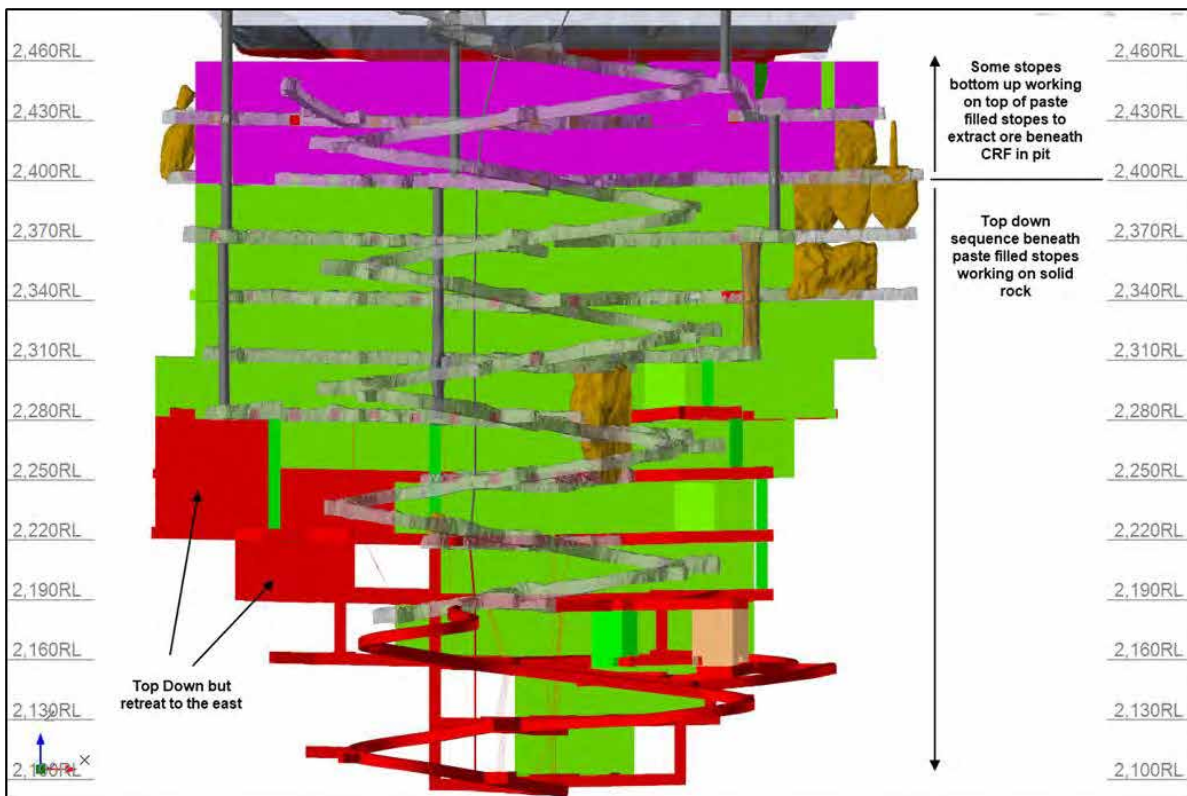 2,460RL
2,430RL
2,400RL
2,370RL
2,340RL
2,310RL
2,280RL
2,250RL
2,220RL
2,190RL
2,160RL
2,130RL
2,100RL
Top Down but
retreat to the east
X
Some stopes
bottom up working
on top of paste
filled stopes to
extract ore beneath
CRF in pit
Top down
sequence beneath
paste filled stopes
working on solid
rock
2,460RL
2,430RL
2,400RL
2,370RL
2,340RL
2,310RL
2,280RL
2,250RL
2,220RL
2,190RL
2,160RL
2,130RL
2,100RL